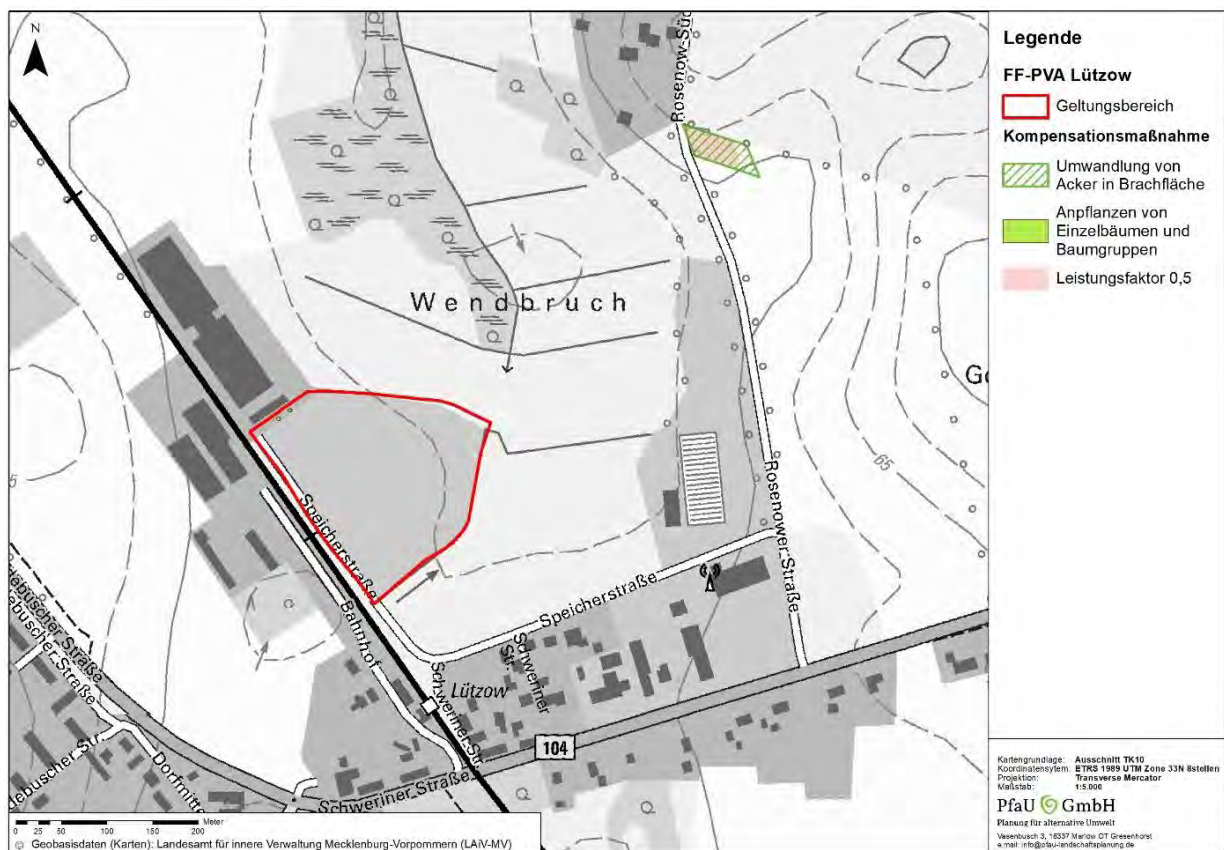 N
Rosenow-Süd
Wendbruch
Go
65
Speicherstraße
Bahnhof
Rosenower-Straße
Speicherstraße
Schweriner
Str.
Schweriner-Str.
Lützow
104
Schweriner Straße
Dorfmitte
Legende
FF-PVA Lützow
Geltungsbereich
Kompensationsmaßnahme
Umwandlung von
Acker in Brachfläche
Anpflanzen von
Einzelbäumen und
Baumgruppen
Leistungsfaktor 0,5
Kartengrundlage: Ausschnitt TK10
Koordinatensystem: ETRS 1989 UTM Zone 33N 8stellen
Projektion: Transverse Mercator
Maßstab: 1:5.000
PfaU GmbH
Planung für alternative Umwelt
Vasenbusch 3, 18337 Marlow OT Gresenhorst
e.mail: info@pfau-landschaftsplanung.de
0 25 50 100 150 200 Meter
© Geobasisdaten (Karten): Landesamt für innere Verwaltung Mecklenburg-Vorpommern (LAiV-MV)